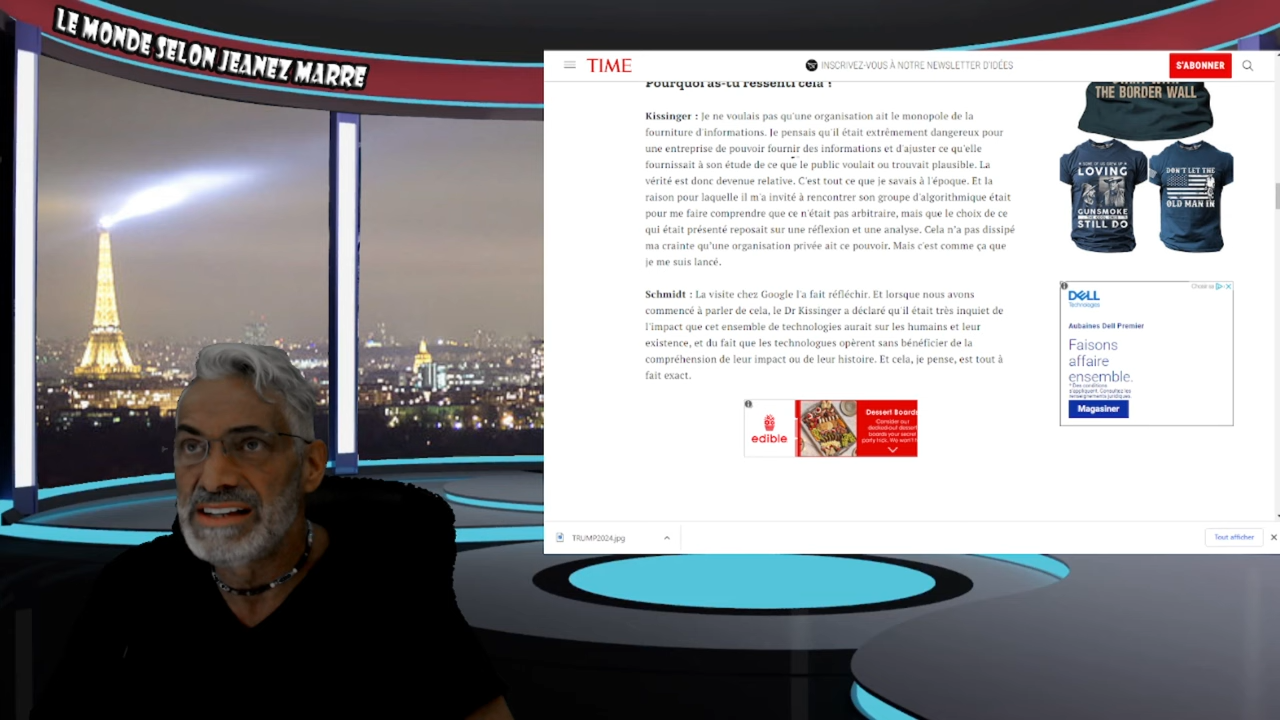 LE MONDE SELON JEANEZ MARRE
TIME
INSCRIVEZ-VOUS À NOTRE NEWSLETTER D'IDÉES
S'ABONNER
Pourquoi as-tu ressenti cela ?
Kissinger : Je ne voulais pas qu'une organisation ait le monopole de la
fourniture d'informations. Je pensais qu'il était extrêmement dangereux pour
une entreprise de pouvoir fournir des informations et d'ajuster ce qu'elle
fournissait à son étude de ce que le public voulait ou trouvait plausible. La
vérité est donc devenue relative. C'est tout ce que je savais à l'époque. Et la
raison pour laquelle il m'a invité à rencontrer son groupe d'algorithmique était
pour me faire comprendre que ce n'était pas arbitraire, mais que le choix de ce
qui était présenté reposait sur une réflexion et une analyse. Cela n'a pas dissipé
ma crainte qu'une organisation privée ait ce pouvoir. Mais c'est comme ça que
je me suis lancé.
Schmidt : La visite chez Google l'a fait réfléchir. Et lorsque nous avons
commencé à parler de cela, le Dr Kissinger a déclaré qu'il était très inquiet de
l'impact que cet ensemble de technologies aurait sur les humains et leur
existence, et du fait que les technologues opèrent sans bénéficier de la
compréhension de leur impact ou de leur histoire. Et cela, je pense, est tout à
fait exact.
edible
Dessert Boards
THE BORDER WALL
LOVING
GUNSMOKE
STILL DO
DON'T LET THE
OLD MAN IN
DELL
Technologies
Aubaines Dell Premier
Faisons
affaire
ensemble.
Magasiner
TRUMP2024.jpg
Tout afficher